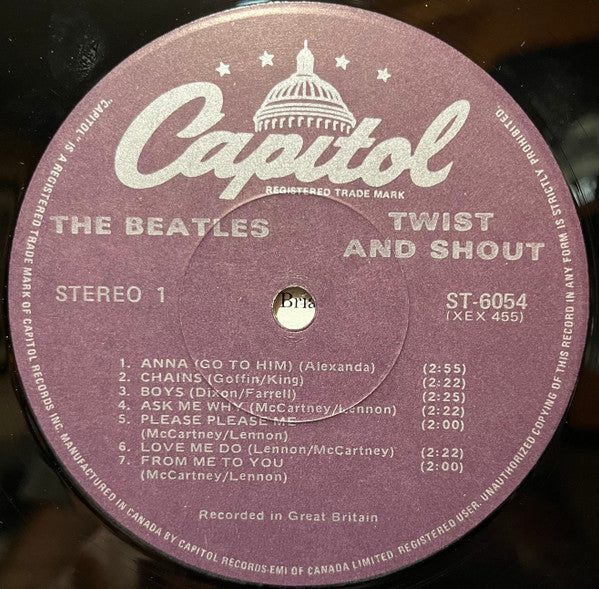 Capitol
REGISTERED TRADE MARK
THE BEATLES
TWIST
AND SHOUT
STEREO 1
ST-6054
(XEX 455)
Bria
1. ANNA (GO TO HIM) (Alexanda) (2:55)
2. CHAINS (Goffin/King) (2:22)
3. BOYS (Dixon/Farrell) (2:25)
4. ASK ME WHY (McCartney/Lennon) (2:22)
5. PLEASE PLEASE ME (2:00)
(McCartney/Lennon)
6. LOVE ME DO (Lennon/McCartney) (2:22)
7. FROM ME TO YOU (2:00)
(McCartney/Lennon)
Recorded in Great Britain
"CAPITOL" IS A REGISTERED TRADE MARK OF CAPITOL RECORDS INC. MANUFACTURED IN CANADA BY CAPITOL RECORDS-EMI OF CANADA LIMITED. REGISTERED USER. UNAUTHORIZED COPYING OF THIS RECORD IN ANY FORM IS STRICTLY PROHIBITED.